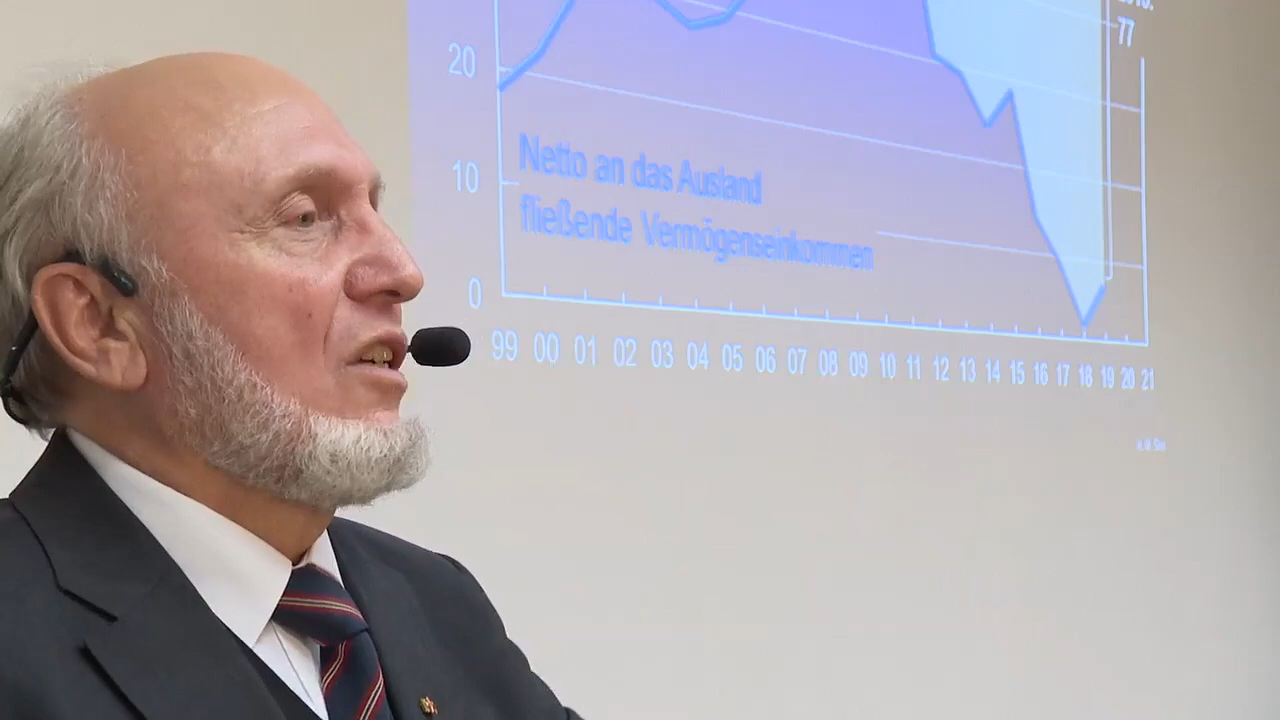 77
20
10
Netto an das Ausland
fließende Vermögenseinkommen
0
99 00 01 02 03 04 05 06 07 08 09 10 11 12 13 14 15 16 17 18 19 20 21